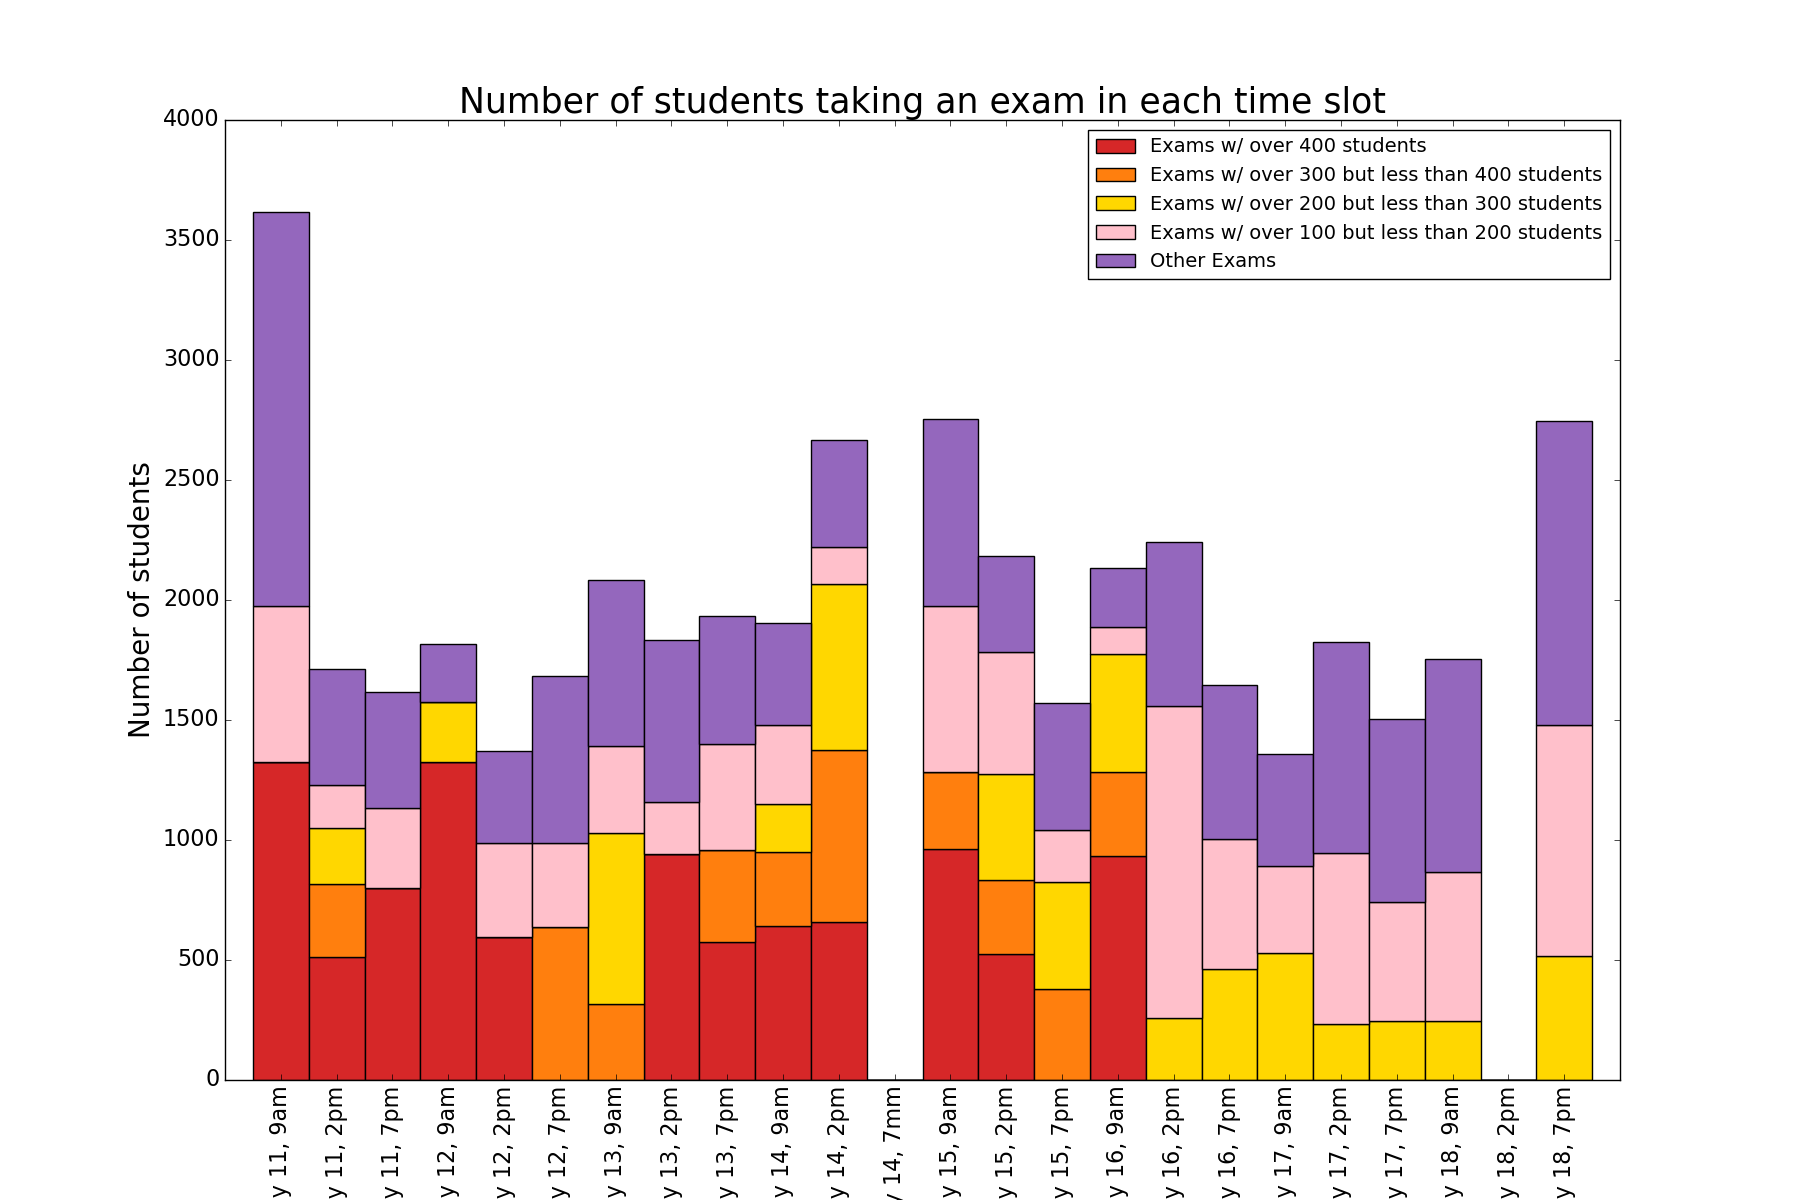 Number of students taking an exam in each time slot
Number of students
4000
3500
3000
2500
2000
1500
1000
500
0
Exams w/ over 400 students
Exams w/ over 300 but less than 400 students
Exams w/ over 200 but less than 300 students
Exams w/ over 100 but less than 200 students
Other Exams
y 11, 9am
y 11, 2pm
y 11, 7pm
y 12, 9am
y 12, 2pm
y 12, 7pm
y 13, 9am
y 13, 2pm
y 13, 7pm
y 14, 9am
y 14, 2pm
y 14, 7mm
y 15, 9am
y 15, 2pm
y 15, 7pm
y 16, 9am
y 16, 2pm
y 16, 7pm
y 17, 9am
y 17, 2pm
y 17, 7pm
y 18, 9am
y 18, 2pm
y 18, 7pm